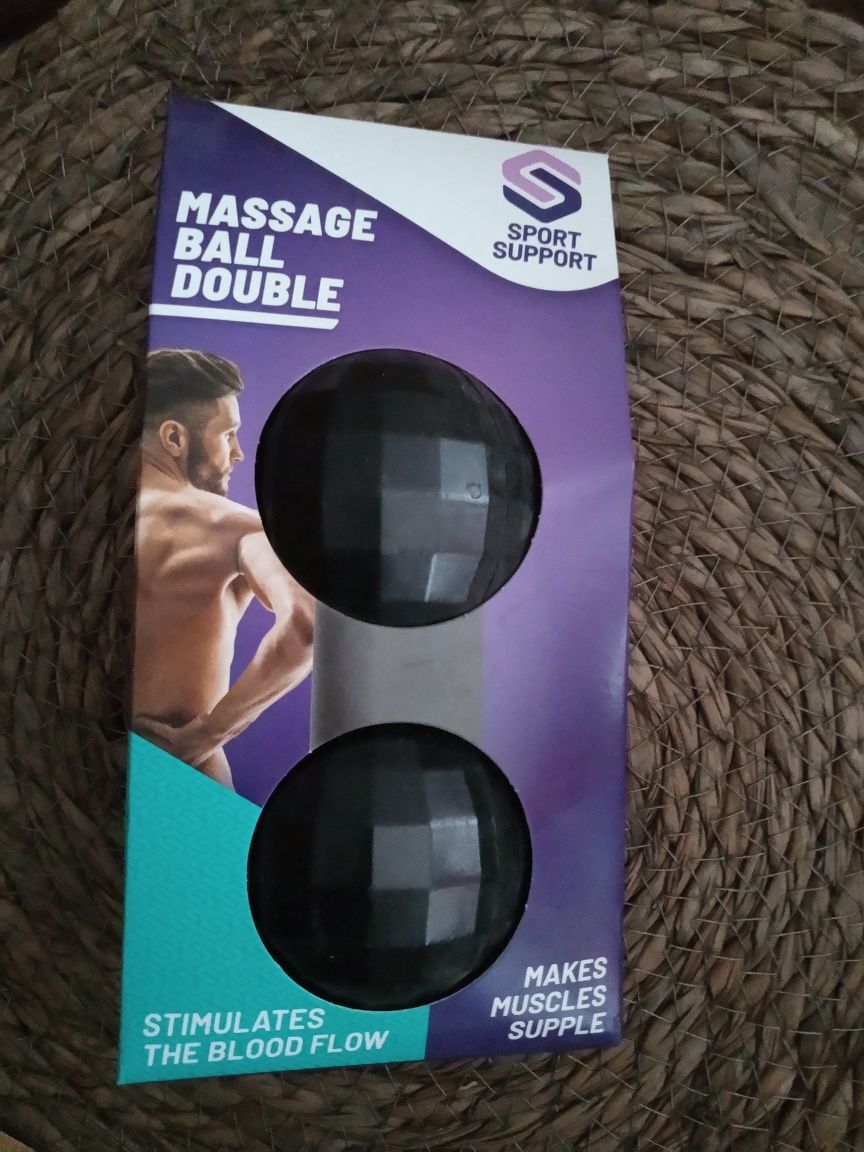 MASSAGE
BALL
DOUBLE
SPORT
SUPPORT
STIMULATES
THE BLOOD FLOW
MAKES
MUSCLES
SUPPLE